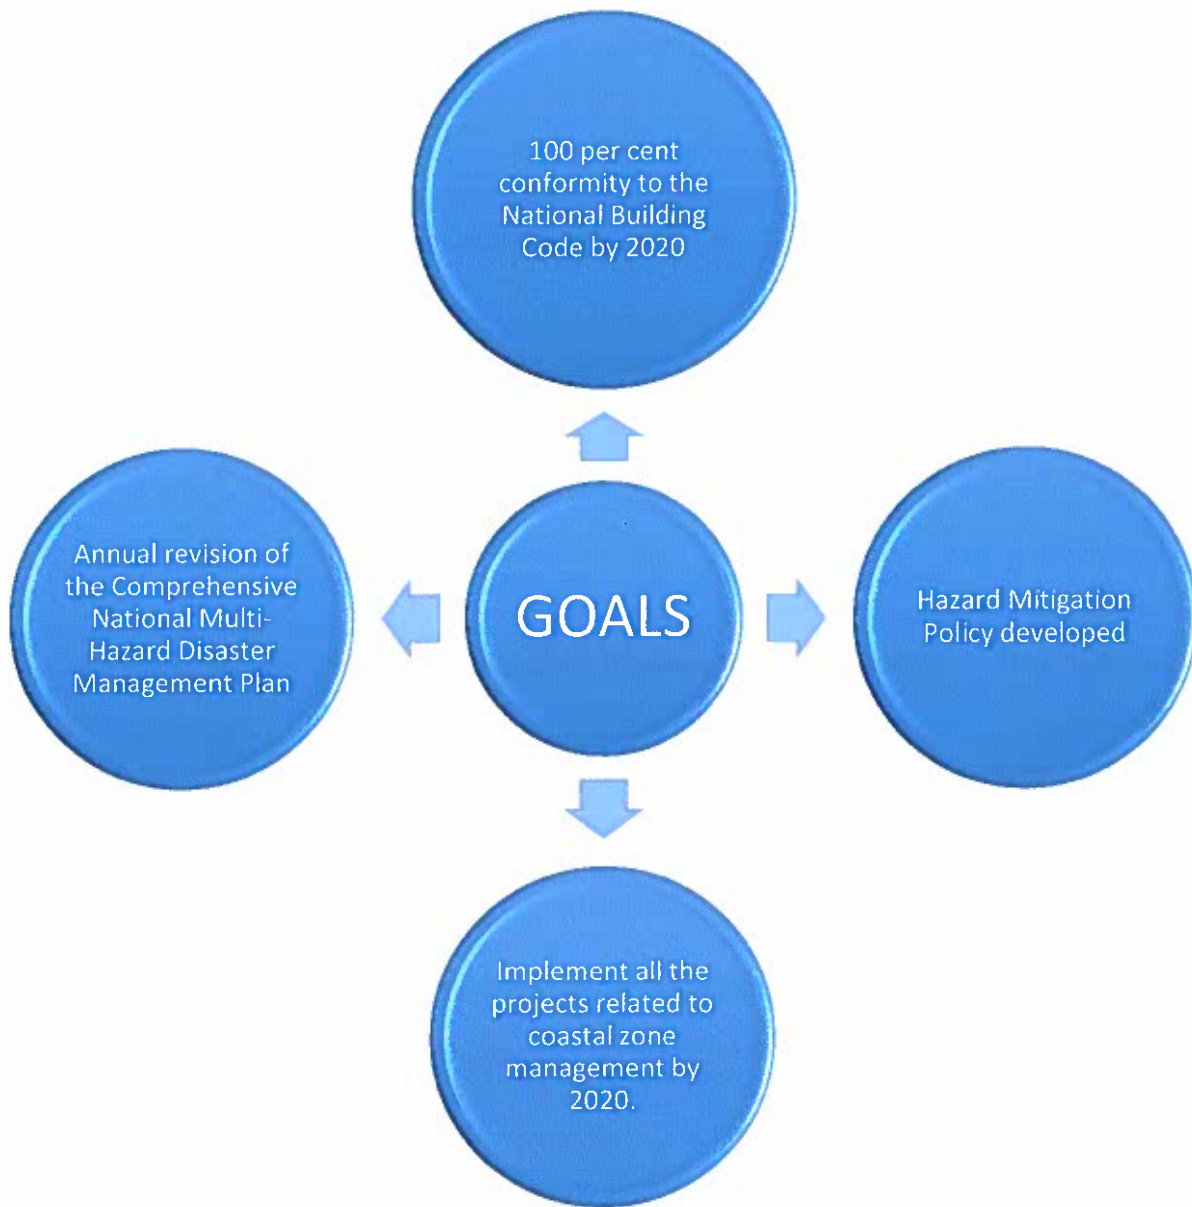 100 per cent
conformity to the
National Building
Code by 2020
Annual revision of
the Comprehensive
National Multi-
Hazard Disaster
Management Plan
GOALS
Hazard Mitigation
Policy developed
Implement all the
projects related to
coastal zone
management by
2020.